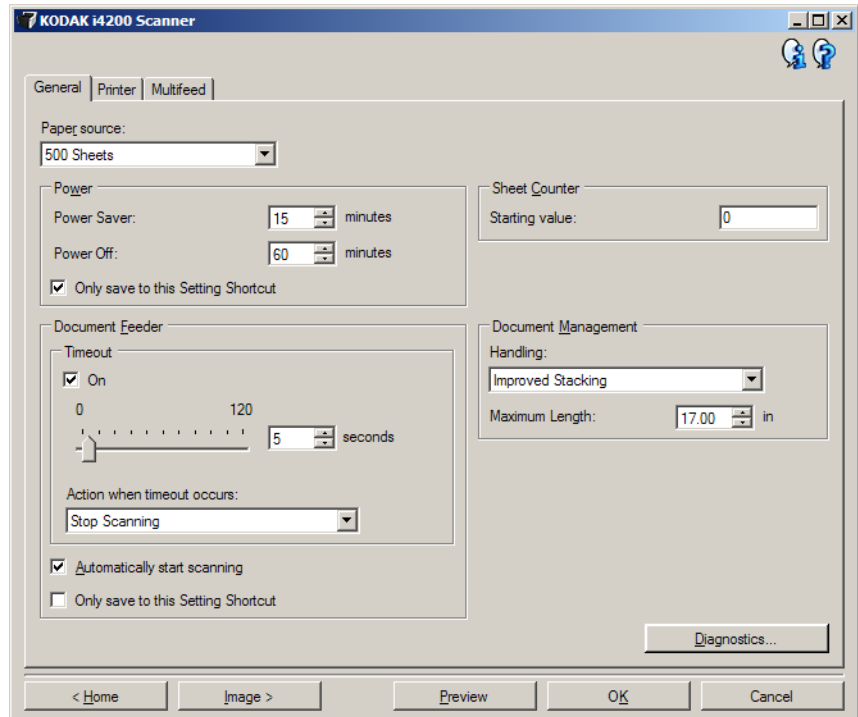 KODAK i4200 Scanner
General Printer Multifeed
Paper source:
500 Sheets
Power
Power Saver: 15 minutes
Power Off: 60 minutes
Only save to this Setting Shortcut
Sheet Counter
Starting value: 0
Document Feeder
Timeout
On
0 120
5 seconds
Action when timeout occurs:
Stop Scanning
Automatically start scanning
Only save to this Setting Shortcut
Document Management
Handling:
Improved Stacking
Maximum Length: 17.00 in
Diagnostics...
< Home Image > Preview OK Cancel